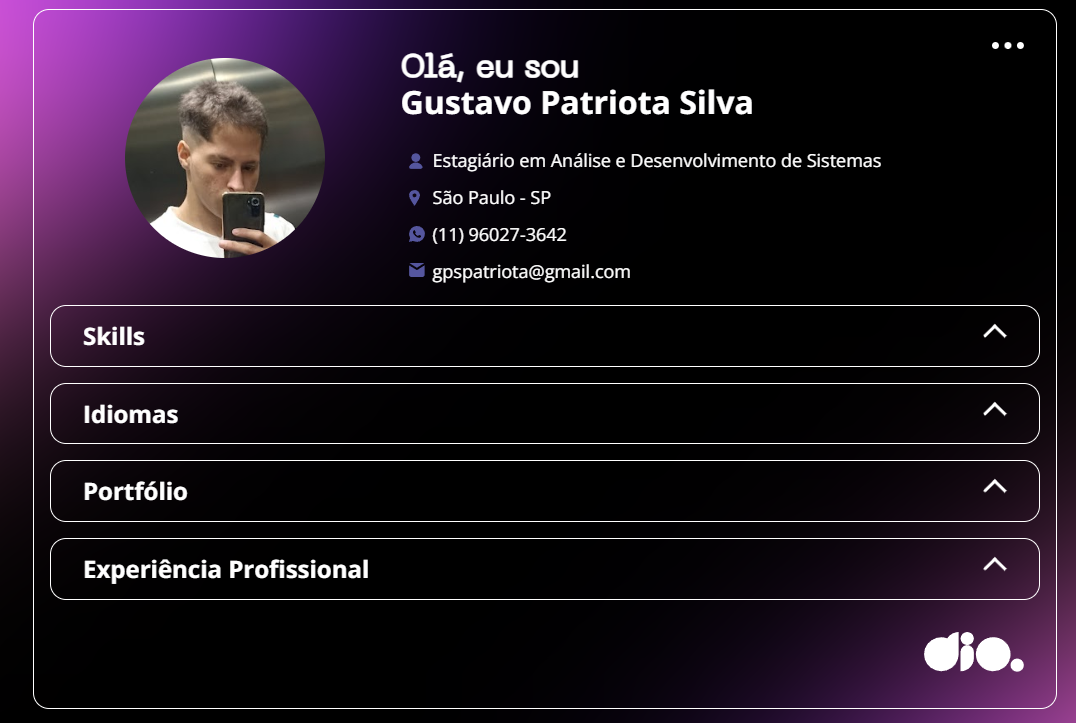 Olá, eu sou
Gustavo Patriota Silva
Estagiário em Análise e Desenvolvimento de Sistemas
São Paulo - SP
(11) 96027-3642
gpspatriota@gmail.com
Skills
Idiomas
Portfólio
Experiência Profissional
dio.